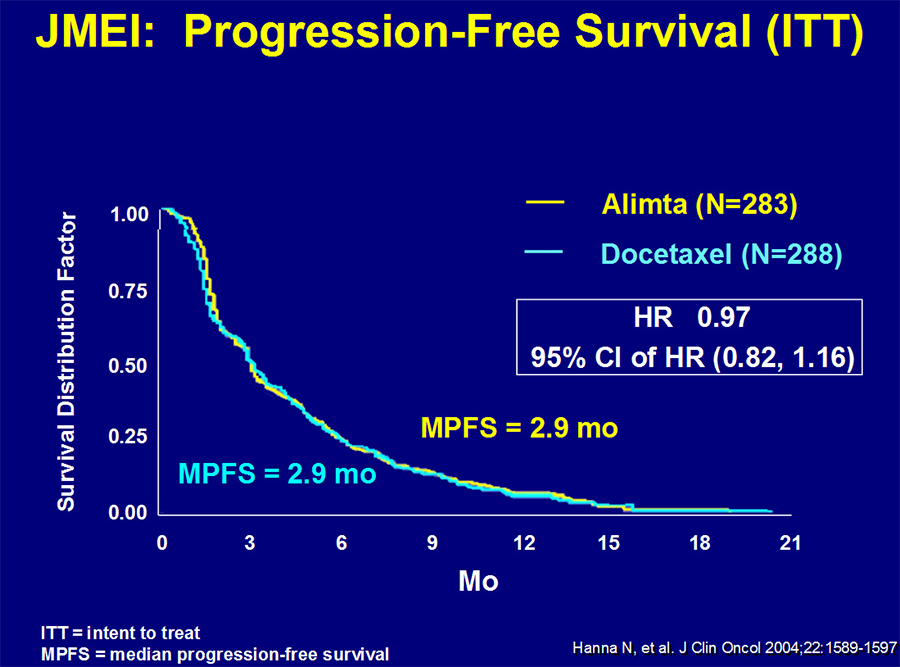 JMEI: Progression-Free Survival (ITT)
Alimta (N=283)
Docetaxel (N=288)
HR 0.97
95% CI of HR (0.82, 1.16)
Survival Distribution Factor
1.00
0.75
0.50
0.25
0.00
MPFS = 2.9 mo
MPFS = 2.9 mo
0 3 6 9 12 15 18 21
Mo
ITT = intent to treat
MPFS = median progression-free survival
Hanna N, et al. J Clin Oncol 2004;22:1589-1597